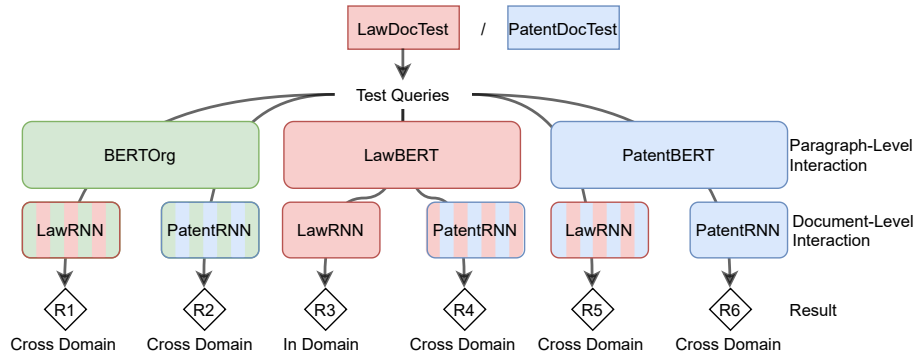 LawDocTest / PatentDocTest
Test Queries
BERTOrg LawBERT PatentBERT
Paragraph-Level
Interaction
LawRNN PatentRNN LawRNN PatentRNN LawRNN PatentRNN
Document-Level
Interaction
R1 R2 R3 R4 R5 R6 Result
Cross Domain Cross Domain In Domain Cross Domain Cross Domain Cross Domain